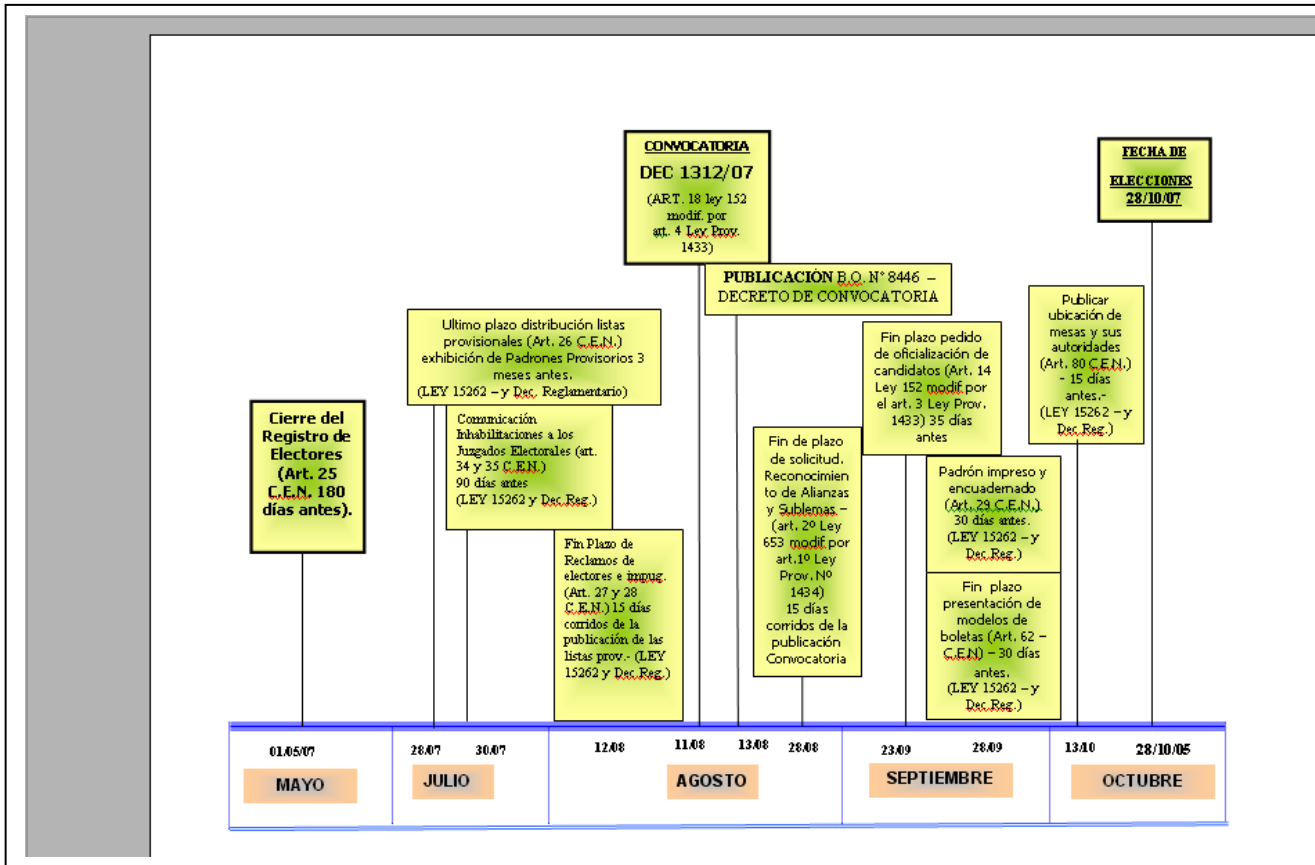 CONVOCATORIA
DEC 1312/07
(ART. 18 ley 152
modif. por
art. 4 Ley Prov.
1433)
FECHA DE
ELECCIONES
28/10/07
PUBLICACIÓN B.O. N° 8446 –
DECRETO DE CONVOCATORIA
Ultimo plazo distribución listas
provisionales (Art. 26 C.E.N.)
exhibición de Padrones Provisorios 3
meses antes.
(LEY 15262 – y Dec. Reglamentario)
Cierre del
Registro de
Electores
(Art. 25
C.E.N. 180
días antes).
Comunicación
Inhabilitaciones a los
Juzgados Electorales (art.
34 y 35 C.E.N.)
90 días antes
(LEY 15262 y Dec.Reg.)
Fin Plazo de
Reclamos de
electores e impug.
(Art. 27 y 28
C.E.N.) 15 días
corridos de la
publicación de las
listas prov.- (LEY
15262 y Dec.Reg.)
Fin de plazo
de solicitud.
Reconocimien
to de Alianzas
y Sublemas –
(art. 2º Ley
653 modif.por
art.1º Ley
Prov. Nº
1434)
15 días
corridos de la
publicación
Convocatoria
Fin plazo pedido
de oficialización de
candidatos (Art. 14
Ley 152 modif.por
el art. 3 Ley Prov.
1433) 35 días
antes
Padrón impreso y
encuadernado
(Art. 29 C.E.N.)
30 días antes.
(LEY 15262 – y
Dec.Reg.)
Fin plazo
presentación de
modelos de
boletas (Art. 62 –
C.E.N) – 30 días
antes.
(LEY 15262 – y
Dec.Reg.)
Publicar
ubicación de
mesas y sus
autoridades
(Art. 80 C.E.N.)
- 15 días
antes.-
(LEY 15262 – y
Dec.Reg.)
01.05/07
28.07
30.07
12.08
11.08
13.08
28.08
23.09
28.09
13/10
28/10/05
MAYO
JULIO
AGOSTO
SEPTIEMBRE
OCTUBRE